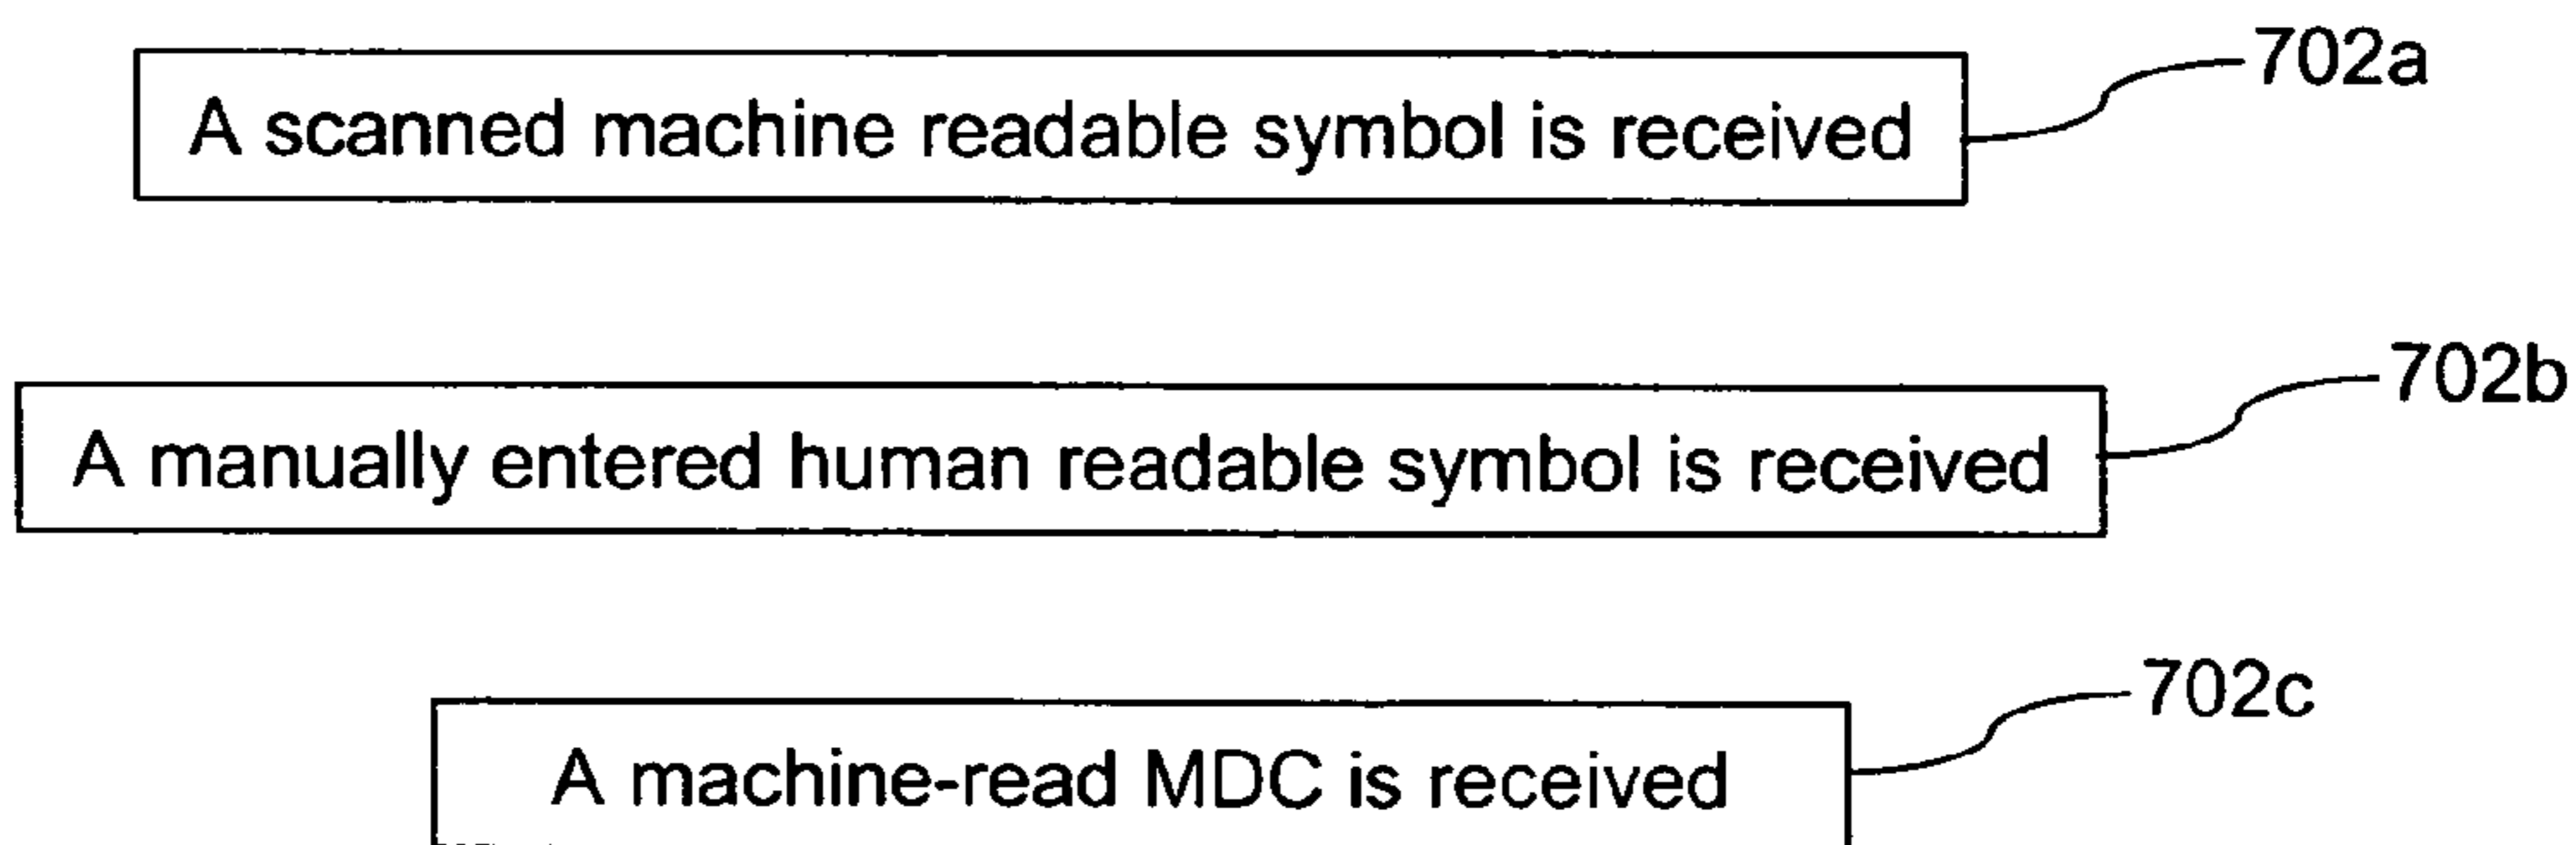 702a
A scanned machine readable symbol is received
702b
A manually entered human readable symbol is received
702c
A machine-read MDC is received